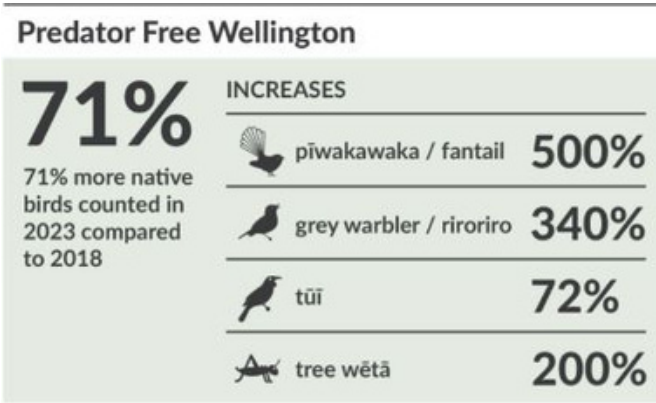 Predator Free Wellington
71%
71% more native
birds counted in
2023 compared
to 2018
INCREASES
pīwakawaka / fantail 500%
grey warbler / riroriro 340%
tūī 72%
tree wētā 200%